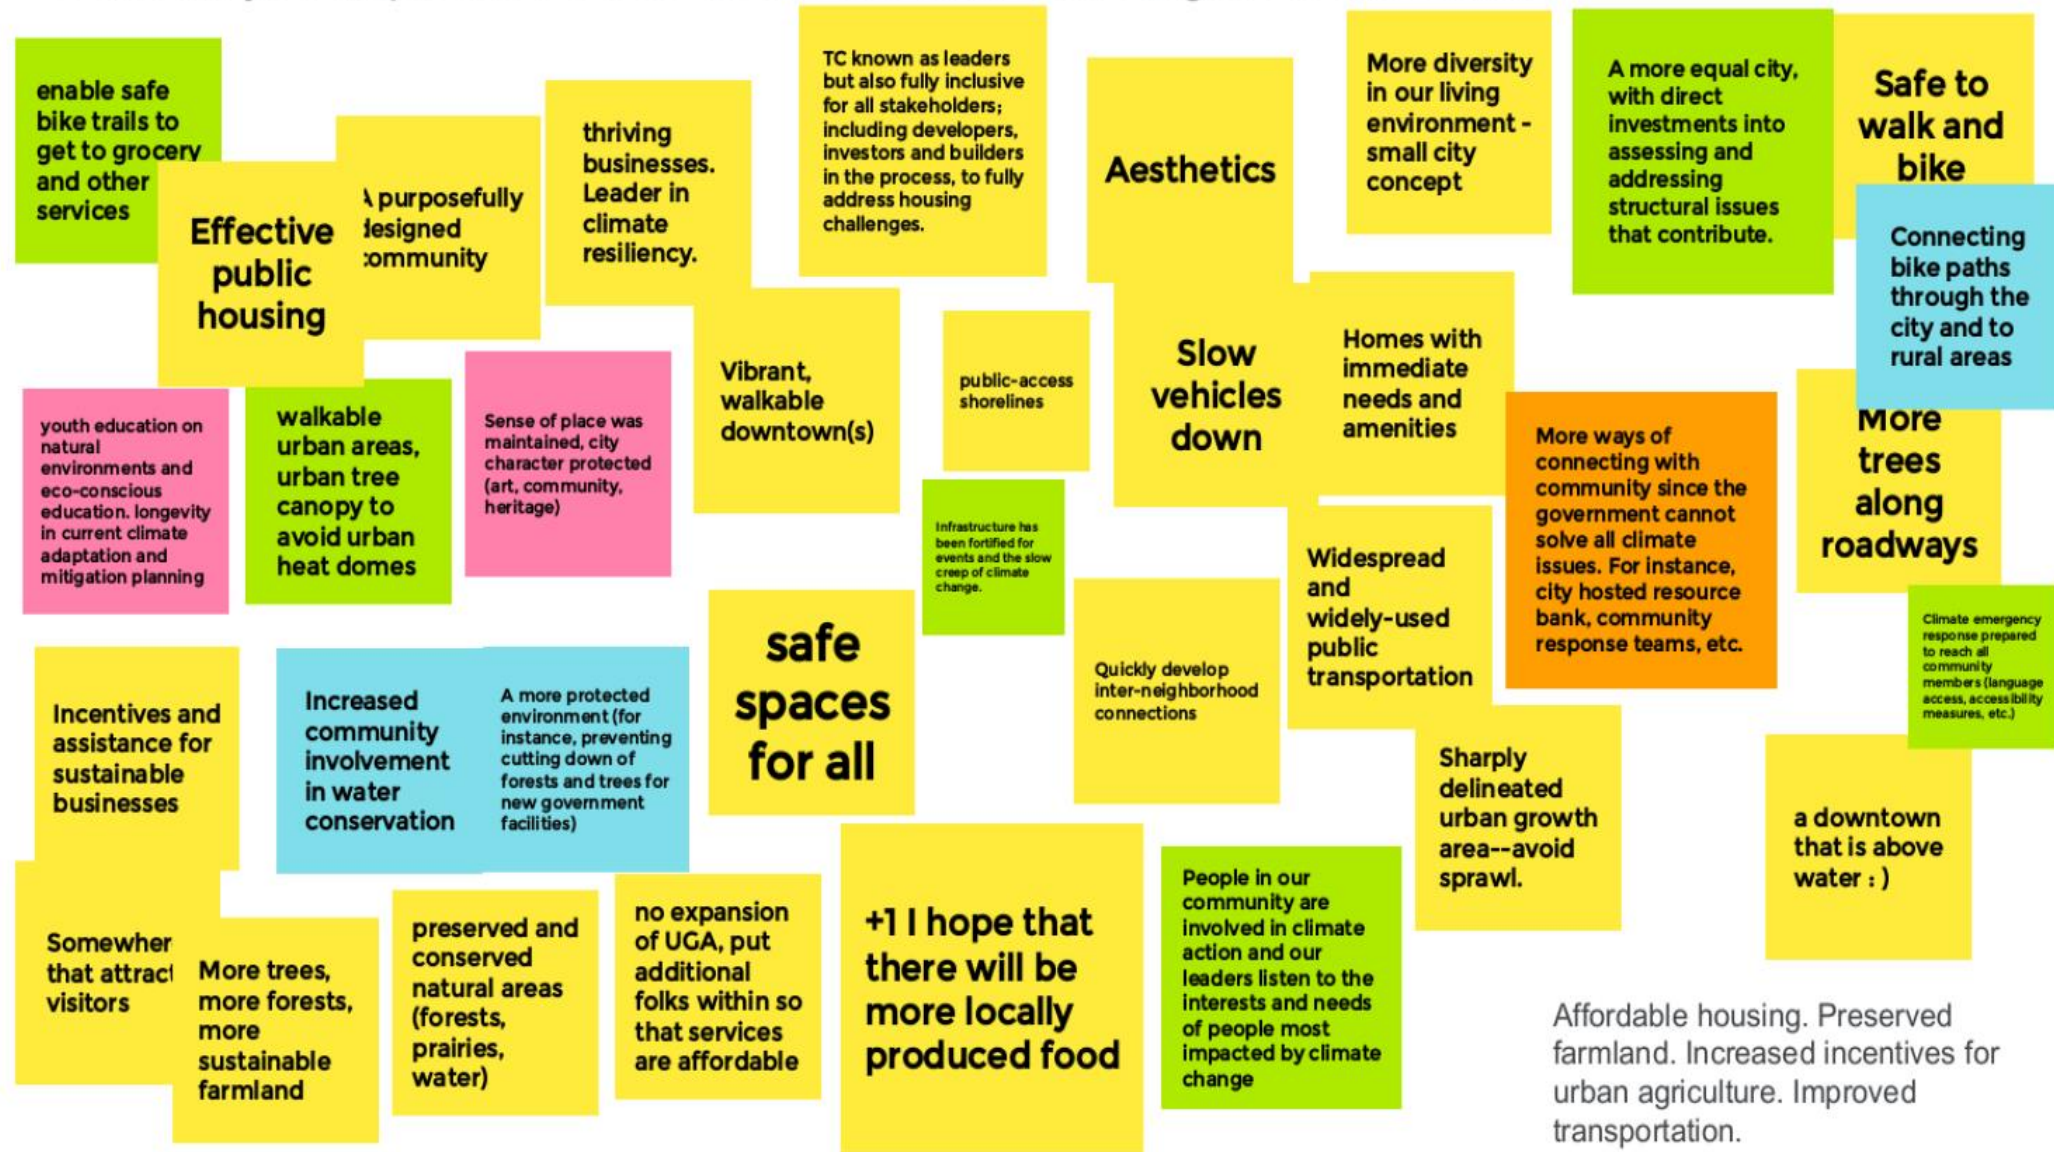 enable safe
bike trails to
get to grocery
and other
services
Effective
public
housing
purposefully
designed
community
thriving
businesses.
Leader in
climate
resiliency.
TC known as leaders
but also fully inclusive
for all stakeholders;
including developers,
investors and builders
in the process, to fully
address housing
challenges.
Aesthetics
More diversity
in our living
environment -
small city
concept
A more equal city,
with direct
investments into
assessing and
addressing
structural issues
that contribute.
Safe to
walk and
bike
Connecting
bike paths
through the
city and to
rural areas
youth education on
natural
environments and
eco-conscious
education. longevity
in current climate
adaptation and
mitigation planning
walkable
urban areas,
urban tree
canopy to
avoid urban
heat domes
Sense of place was
maintained, city
character protected
(art, community,
heritage)
Vibrant,
walkable
downtown(s)
public-access
shorelines
Slow
vehicles
down
Homes with
immediate
needs and
amenities
More ways of
connecting with
community since the
government cannot
solve all climate
issues. For instance,
city hosted resource
bank, community
response teams, etc.
More
trees
along
roadways
Infrastructure has
been fortified for
events and the slow
creep of climate
change.
Widespread
and
widely-used
public
transportation
Climate emergency
response prepared
to reach all
community
members (language
access, accessibility
measures, etc.)
Incentives and
assistance for
sustainable
businesses
Increased
community
involvement
in water
conservation
A more protected
environment (for
instance, preventing
cutting down of
forests and trees for
new government
facilities)
safe
spaces
for all
Quickly develop
inter-neighborhood
connections
Sharply
delineated
urban growth
area--avoid
sprawl.
a downtown
that is above
water : )
Somewher
that attract
visitors
More trees,
more forests,
more
sustainable
farmland
preserved and
conserved
natural areas
(forests,
prairies,
water)
no expansion
of UGA, put
additional
folks within so
that services
are affordable
+1 I hope that
there will be
more locally
produced food
People in our
community are
involved in climate
action and our
leaders listen to the
interests and needs
of people most
impacted by climate
change
Affordable housing. Preserved
farmland. Increased incentives for
urban agriculture. Improved
transportation.